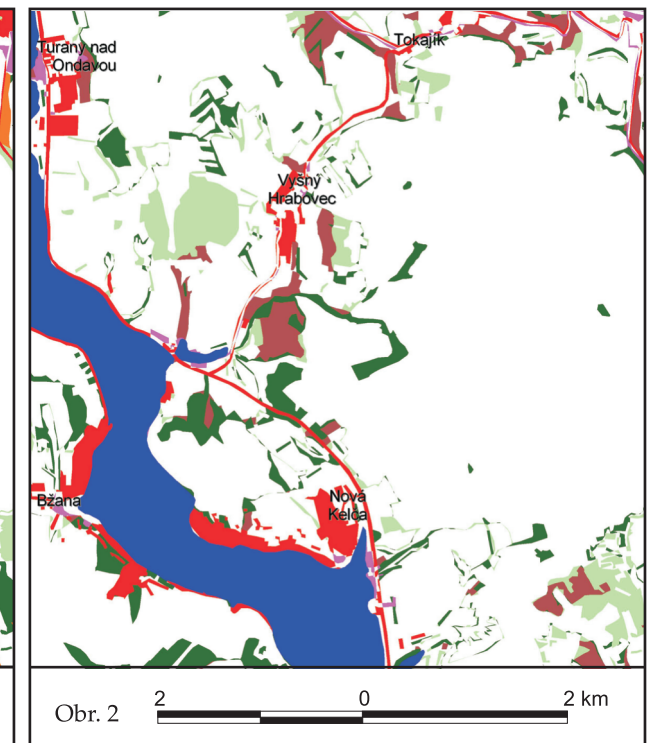 Turany nad
Ondavou
Tokajík
Vyšný
Hrabovec
Bžana
Nová
Kelča
Obr. 2
2 0 2 km